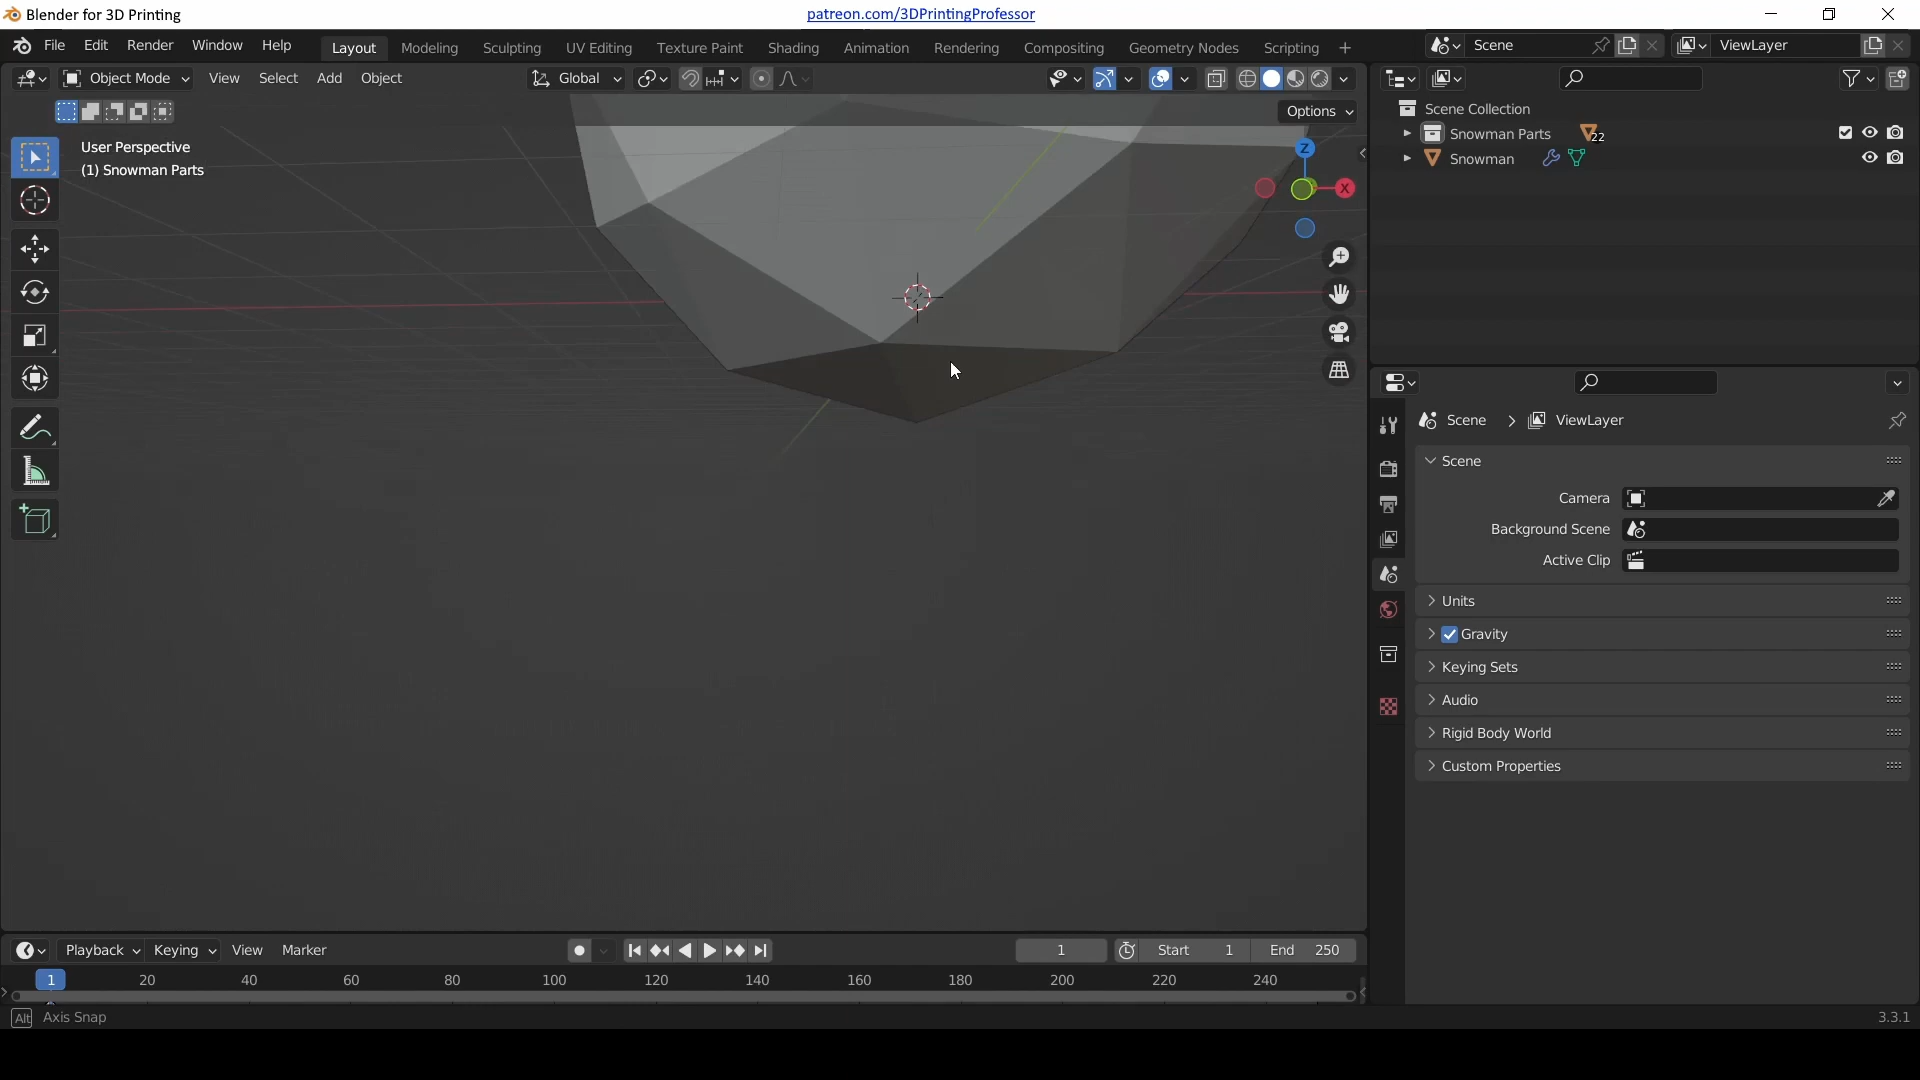 Blender for 3D Printing
patreon.com/3DPrintingProfessor
File Edit Render Window Help
Layout Modeling Sculpting UV Editing Texture Paint Shading Animation Rendering Compositing Geometry Nodes Scripting +
Scene
ViewLayer
Object Mode View Select Add Object
Global
Options
User Perspective
(1) Snowman Parts
Z
X
Scene Collection
Snowman Parts 22
Snowman
Scene > ViewLayer
Scene
Camera
Background Scene
Active Clip
Units
Gravity
Keying Sets
Audio
Rigid Body World
Custom Properties
Playback Keying View Marker
1
Start 1
End 250
1 20 40 60 80 100 120 140 160 180 200 220 240
Alt Axis Snap
3.3.1